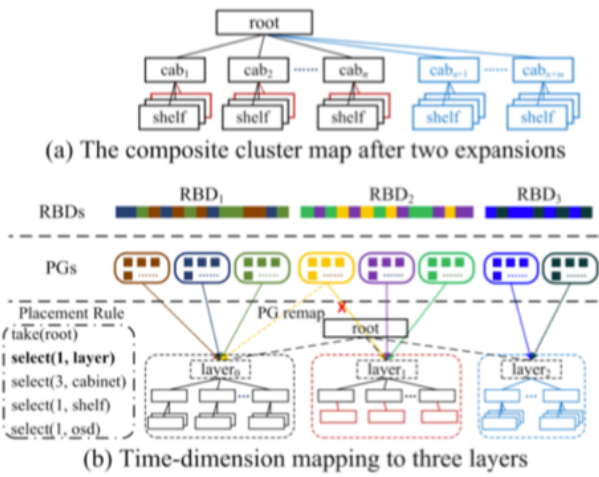 root
cab₁ cab₂ ...... cabₙ cabₙ₊₁ ...... cabₙ₊ₘ
shelf shelf shelf shelf shelf
(a) The composite cluster map after two expansions
RBD₁ RBD₂ RBD₃
RBDs
PGs
Placement Rule
PG remap
X
root
take(root)
select(1, layer)
select(3, cabinet)
select(1, shelf)
select(1, osd)
layer₀ layer₁ layer₂
(b) Time-dimension mapping to three layers